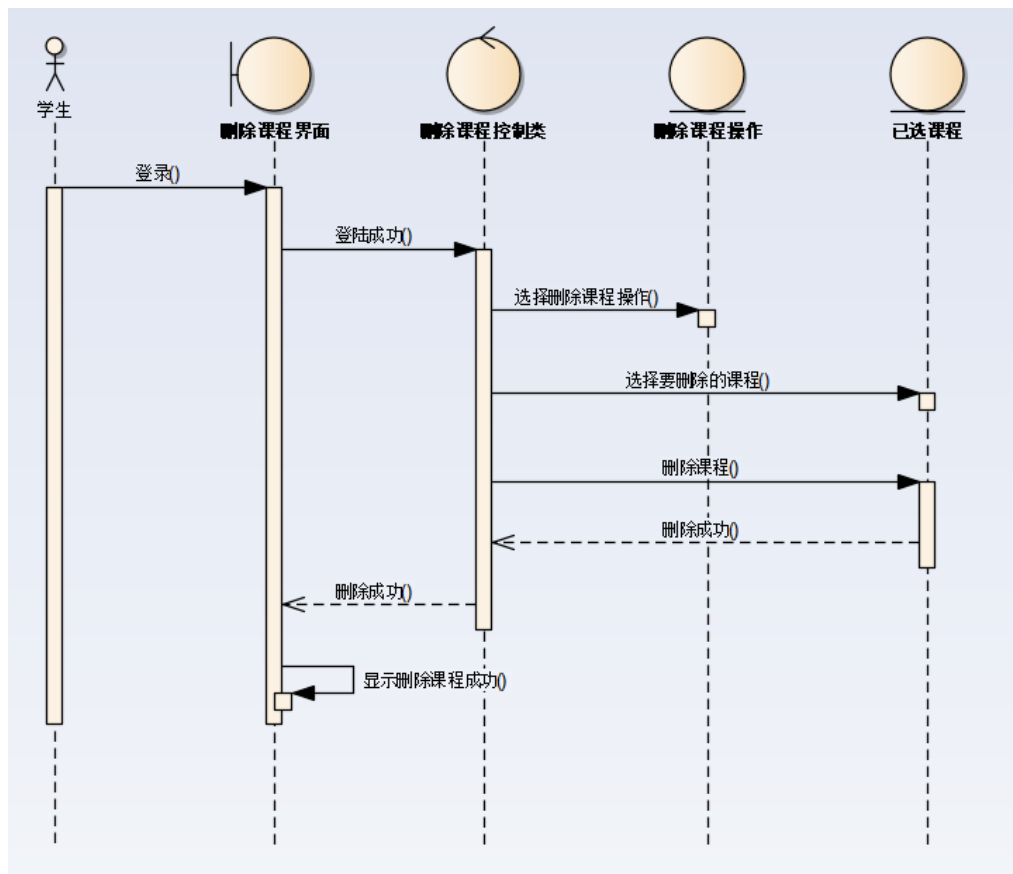 学生
删除课程界面
删除课程控制类
删除课程操作
已选课程
登录()
登陆成功()
选择删除课程操作()
选择要删除的课程()
删除课程()
删除成功()
删除成功()
显示删除课程成功()